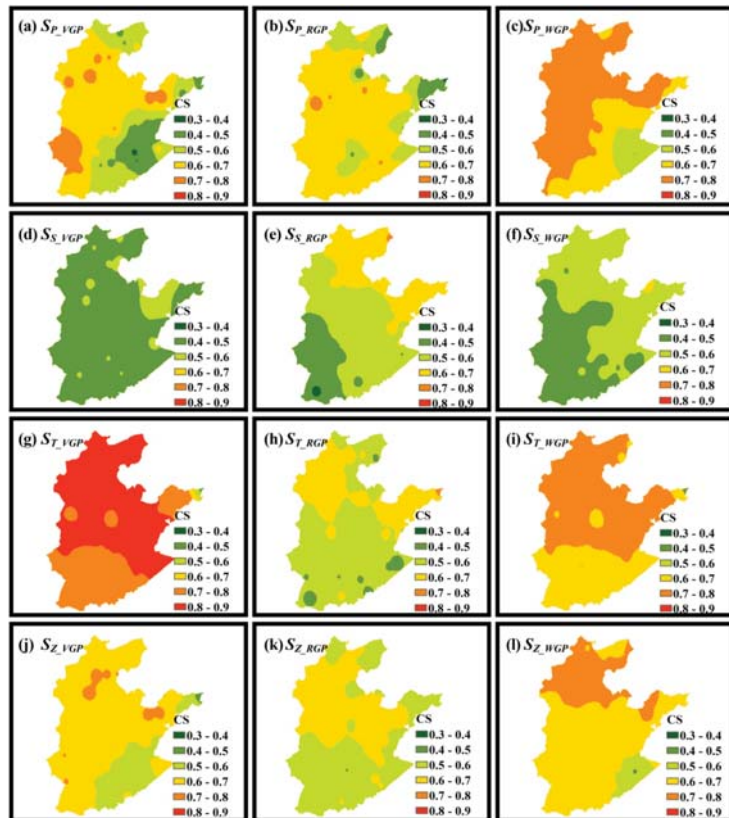 (a) S_P_VGP
CS
0.3 - 0.4
0.4 - 0.5
0.5 - 0.6
0.6 - 0.7
0.7 - 0.8
0.8 - 0.9
(b) S_P_RGP
CS
0.3 - 0.4
0.4 - 0.5
0.5 - 0.6
0.6 - 0.7
0.7 - 0.8
0.8 - 0.9
(c) S_P_WGP
CS
0.3 - 0.4
0.4 - 0.5
0.5 - 0.6
0.6 - 0.7
0.7 - 0.8
0.8 - 0.9
(d) S_S_VGP
CS
0.3 - 0.4
0.4 - 0.5
0.5 - 0.6
0.6 - 0.7
0.7 - 0.8
0.8 - 0.9
(e) S_S_RGP
CS
0.3 - 0.4
0.4 - 0.5
0.5 - 0.6
0.6 - 0.7
0.7 - 0.8
0.8 - 0.9
(f) S_S_WGP
CS
0.3 - 0.4
0.4 - 0.5
0.5 - 0.6
0.6 - 0.7
0.7 - 0.8
0.8 - 0.9
(g) S_T_VGP
CS
0.3 - 0.4
0.4 - 0.5
0.5 - 0.6
0.6 - 0.7
0.7 - 0.8
0.8 - 0.9
(h) S_T_RGP
CS
0.3 - 0.4
0.4 - 0.5
0.5 - 0.6
0.6 - 0.7
0.7 - 0.8
0.8 - 0.9
(i) S_T_WGP
CS
0.3 - 0.4
0.4 - 0.5
0.5 - 0.6
0.6 - 0.7
0.7 - 0.8
0.8 - 0.9
(j) S_Z_VGP
CS
0.3 - 0.4
0.4 - 0.5
0.5 - 0.6
0.6 - 0.7
0.7 - 0.8
0.8 - 0.9
(k) S_Z_RGP
CS
0.3 - 0.4
0.4 - 0.5
0.5 - 0.6
0.6 - 0.7
0.7 - 0.8
0.8 - 0.9
(l) S_Z_WGP
CS
0.3 - 0.4
0.4 - 0.5
0.5 - 0.6
0.6 - 0.7
0.7 - 0.8
0.8 - 0.9